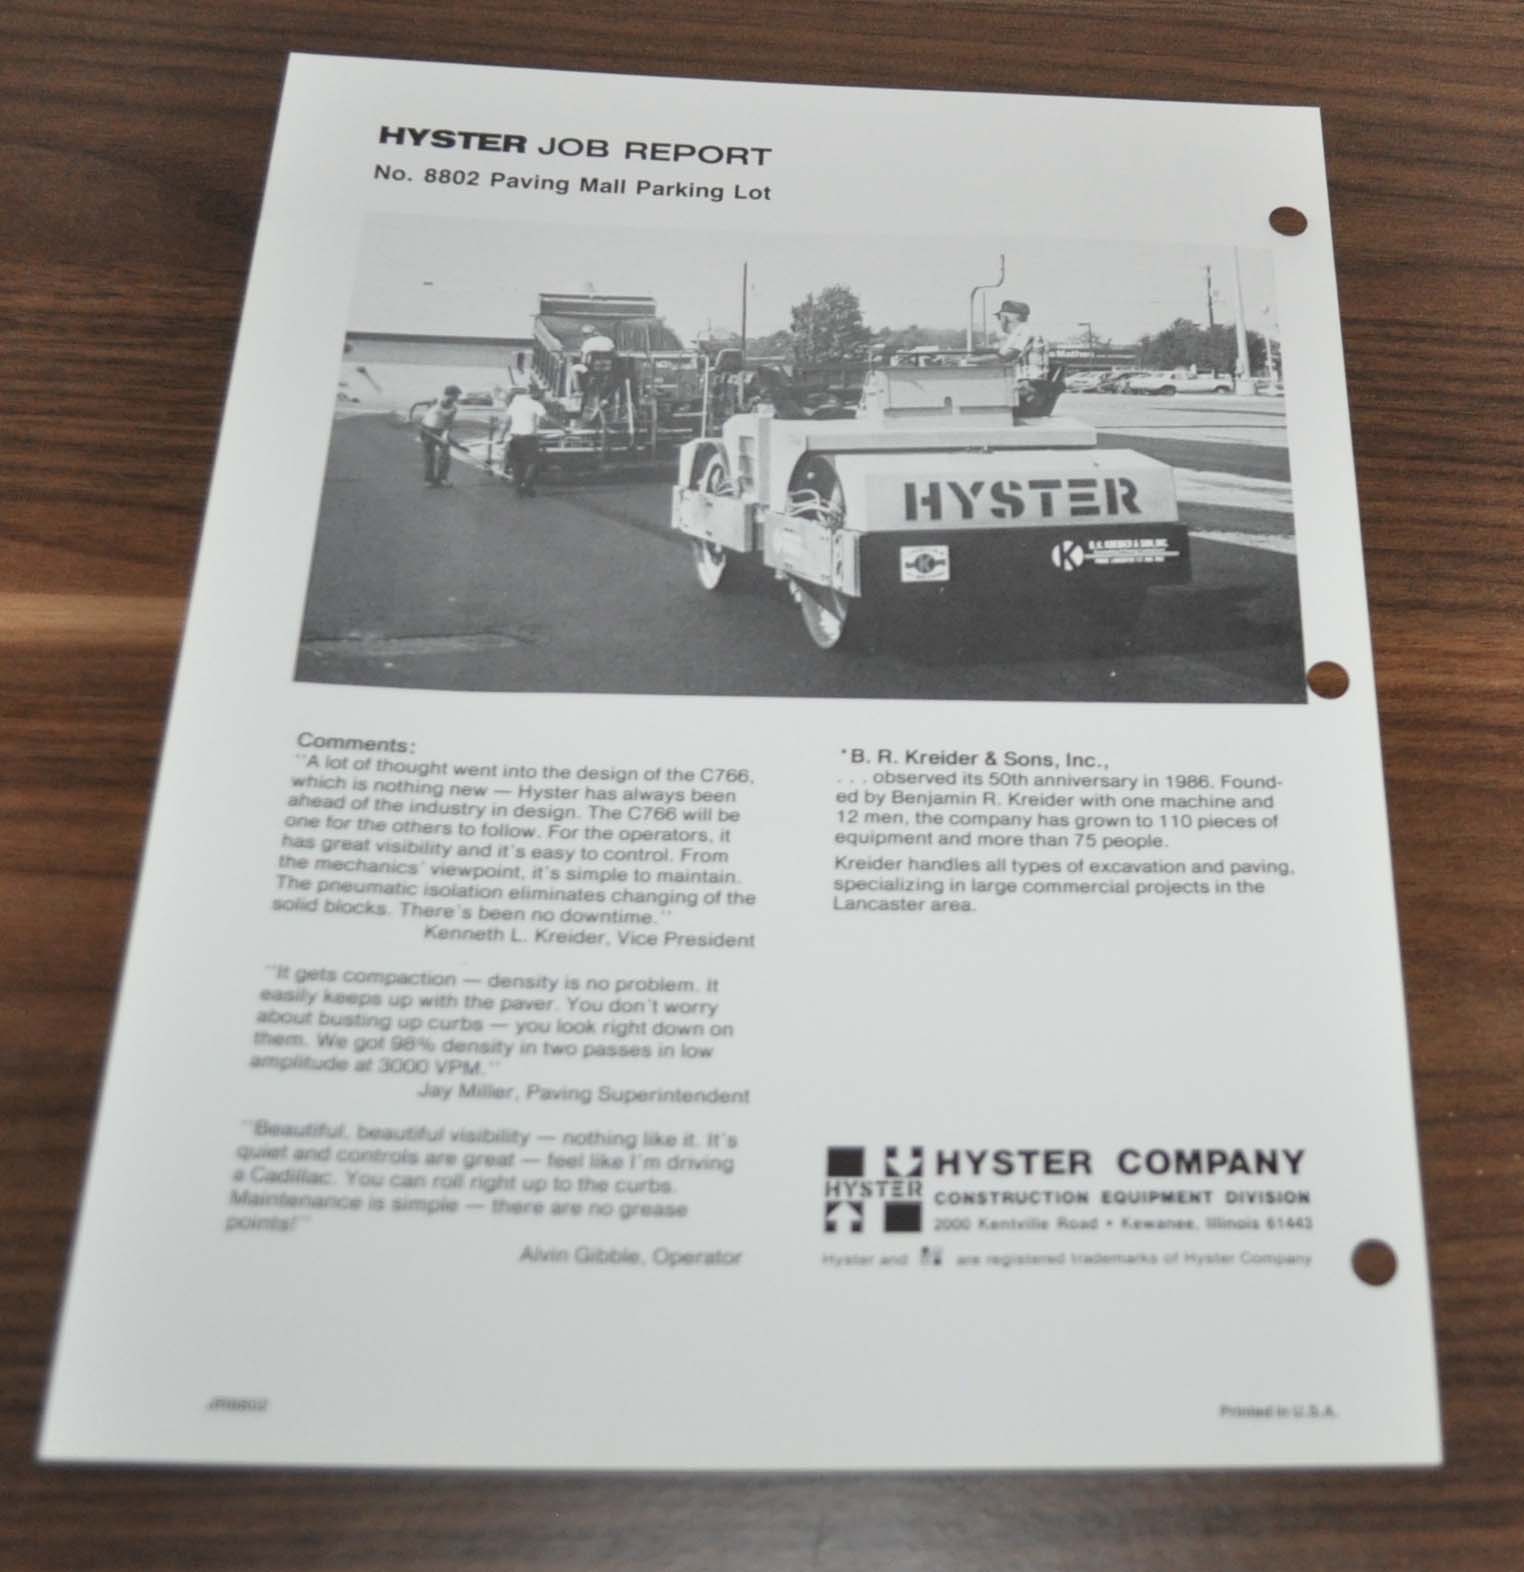 HYSTER JOB REPORT
No. 8802 Paving Mall Parking Lot
Mathen
HYSTER
K
B. R. KREIDER & SON, INC.
Comments:
"A lot of thought went into the design of the C766,
which is nothing new — Hyster has always been
ahead of the industry in design. The C766 will be
one for the others to follow. For the operators, it
has great visibility and it's easy to control. From
the mechanics' viewpoint, it's simple to maintain.
The pneumatic isolation eliminates changing of the
solid blocks. There's been no downtime."
Kenneth L. Kreider, Vice President
"It gets compaction — density is no problem. It
easily keeps up with the paver. You don't worry
about busting up curbs — you look right down on
them. We got 98% density in two passes in low
amplitude at 3000 VPM."
Jay Miller, Paving Superintendent
"Beautiful, beautiful visibility — nothing like it. It's
quiet and controls are great — feel like I'm driving
a Cadillac. You can roll right up to the curbs.
Maintenance is simple — there are no grease
points!"
Alvin Gibble, Operator
*B. R. Kreider & Sons, Inc.,
. . . observed its 50th anniversary in 1986. Found-
ed by Benjamin R. Kreider with one machine and
12 men, the company has grown to 110 pieces of
equipment and more than 75 people.
Kreider handles all types of excavation and paving,
specializing in large commercial projects in the
Lancaster area.
HYSTER
HYSTER COMPANY
CONSTRUCTION EQUIPMENT DIVISION
2000 Kentville Road • Kewanee, Illinois 61443
Hyster and are registered trademarks of Hyster Company
JR8802
Printed in U.S.A.